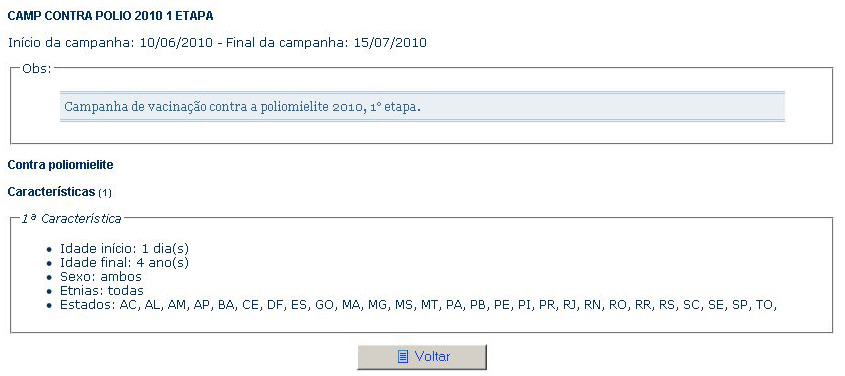 CAMP CONTRA POLIO 2010 1 ETAPA
Início da campanha: 10/06/2010 - Final da campanha: 15/07/2010
Obs:
Campanha de vacinação contra a poliomielite 2010, 1º etapa.
Contra poliomielite
Características (1)
1ª Característica
Idade início: 1 dia(s)
Idade final: 4 ano(s)
Sexo: ambos
Etnias: todas
Estados: AC, AL, AM, AP, BA, CE, DF, ES, GO, MA, MG, MS, MT, PA, PB, PE, PI, PR, RJ, RN, RO, RR, RS, SC, SE, SP, TO,
Voltar